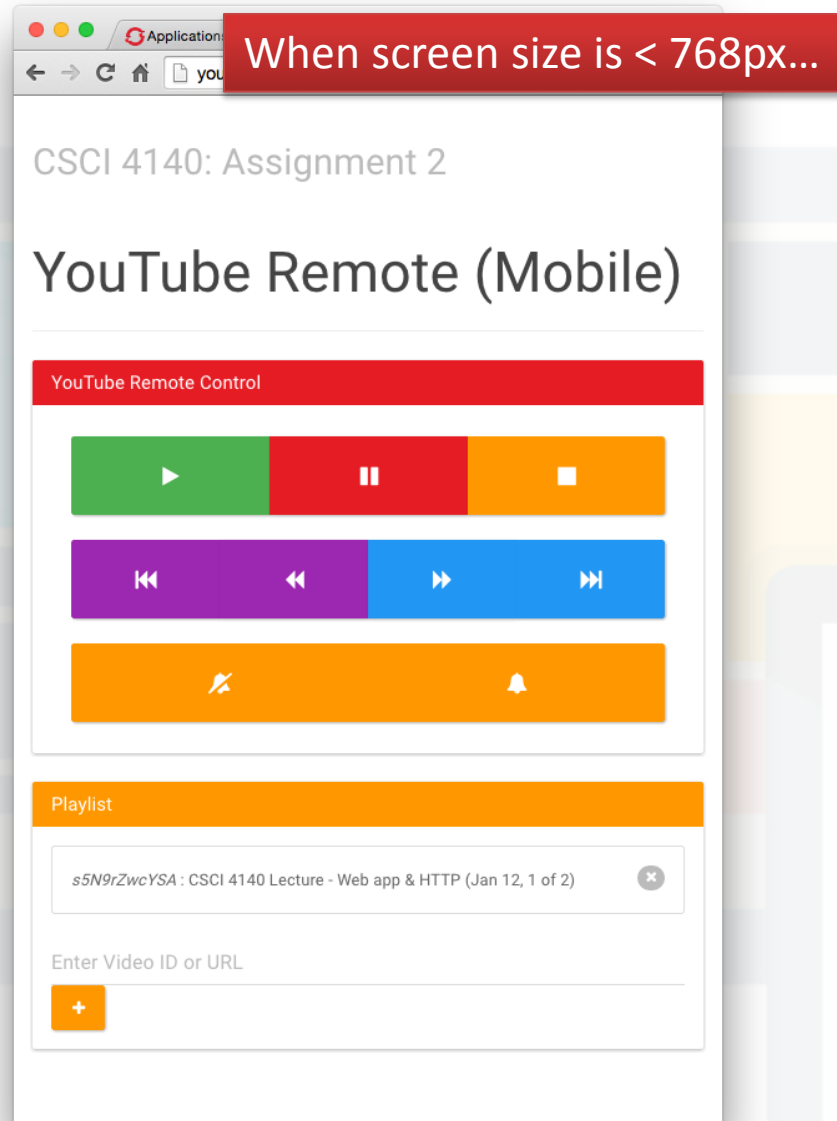 When screen size is < 768px...
Application
you
CSCI 4140: Assignment 2
YouTube Remote (Mobile)
YouTube Remote Control
Playlist
s5N9rZwcYSA : CSCI 4140 Lecture - Web app & HTTP (Jan 12, 1 of 2)
Enter Video ID or URL